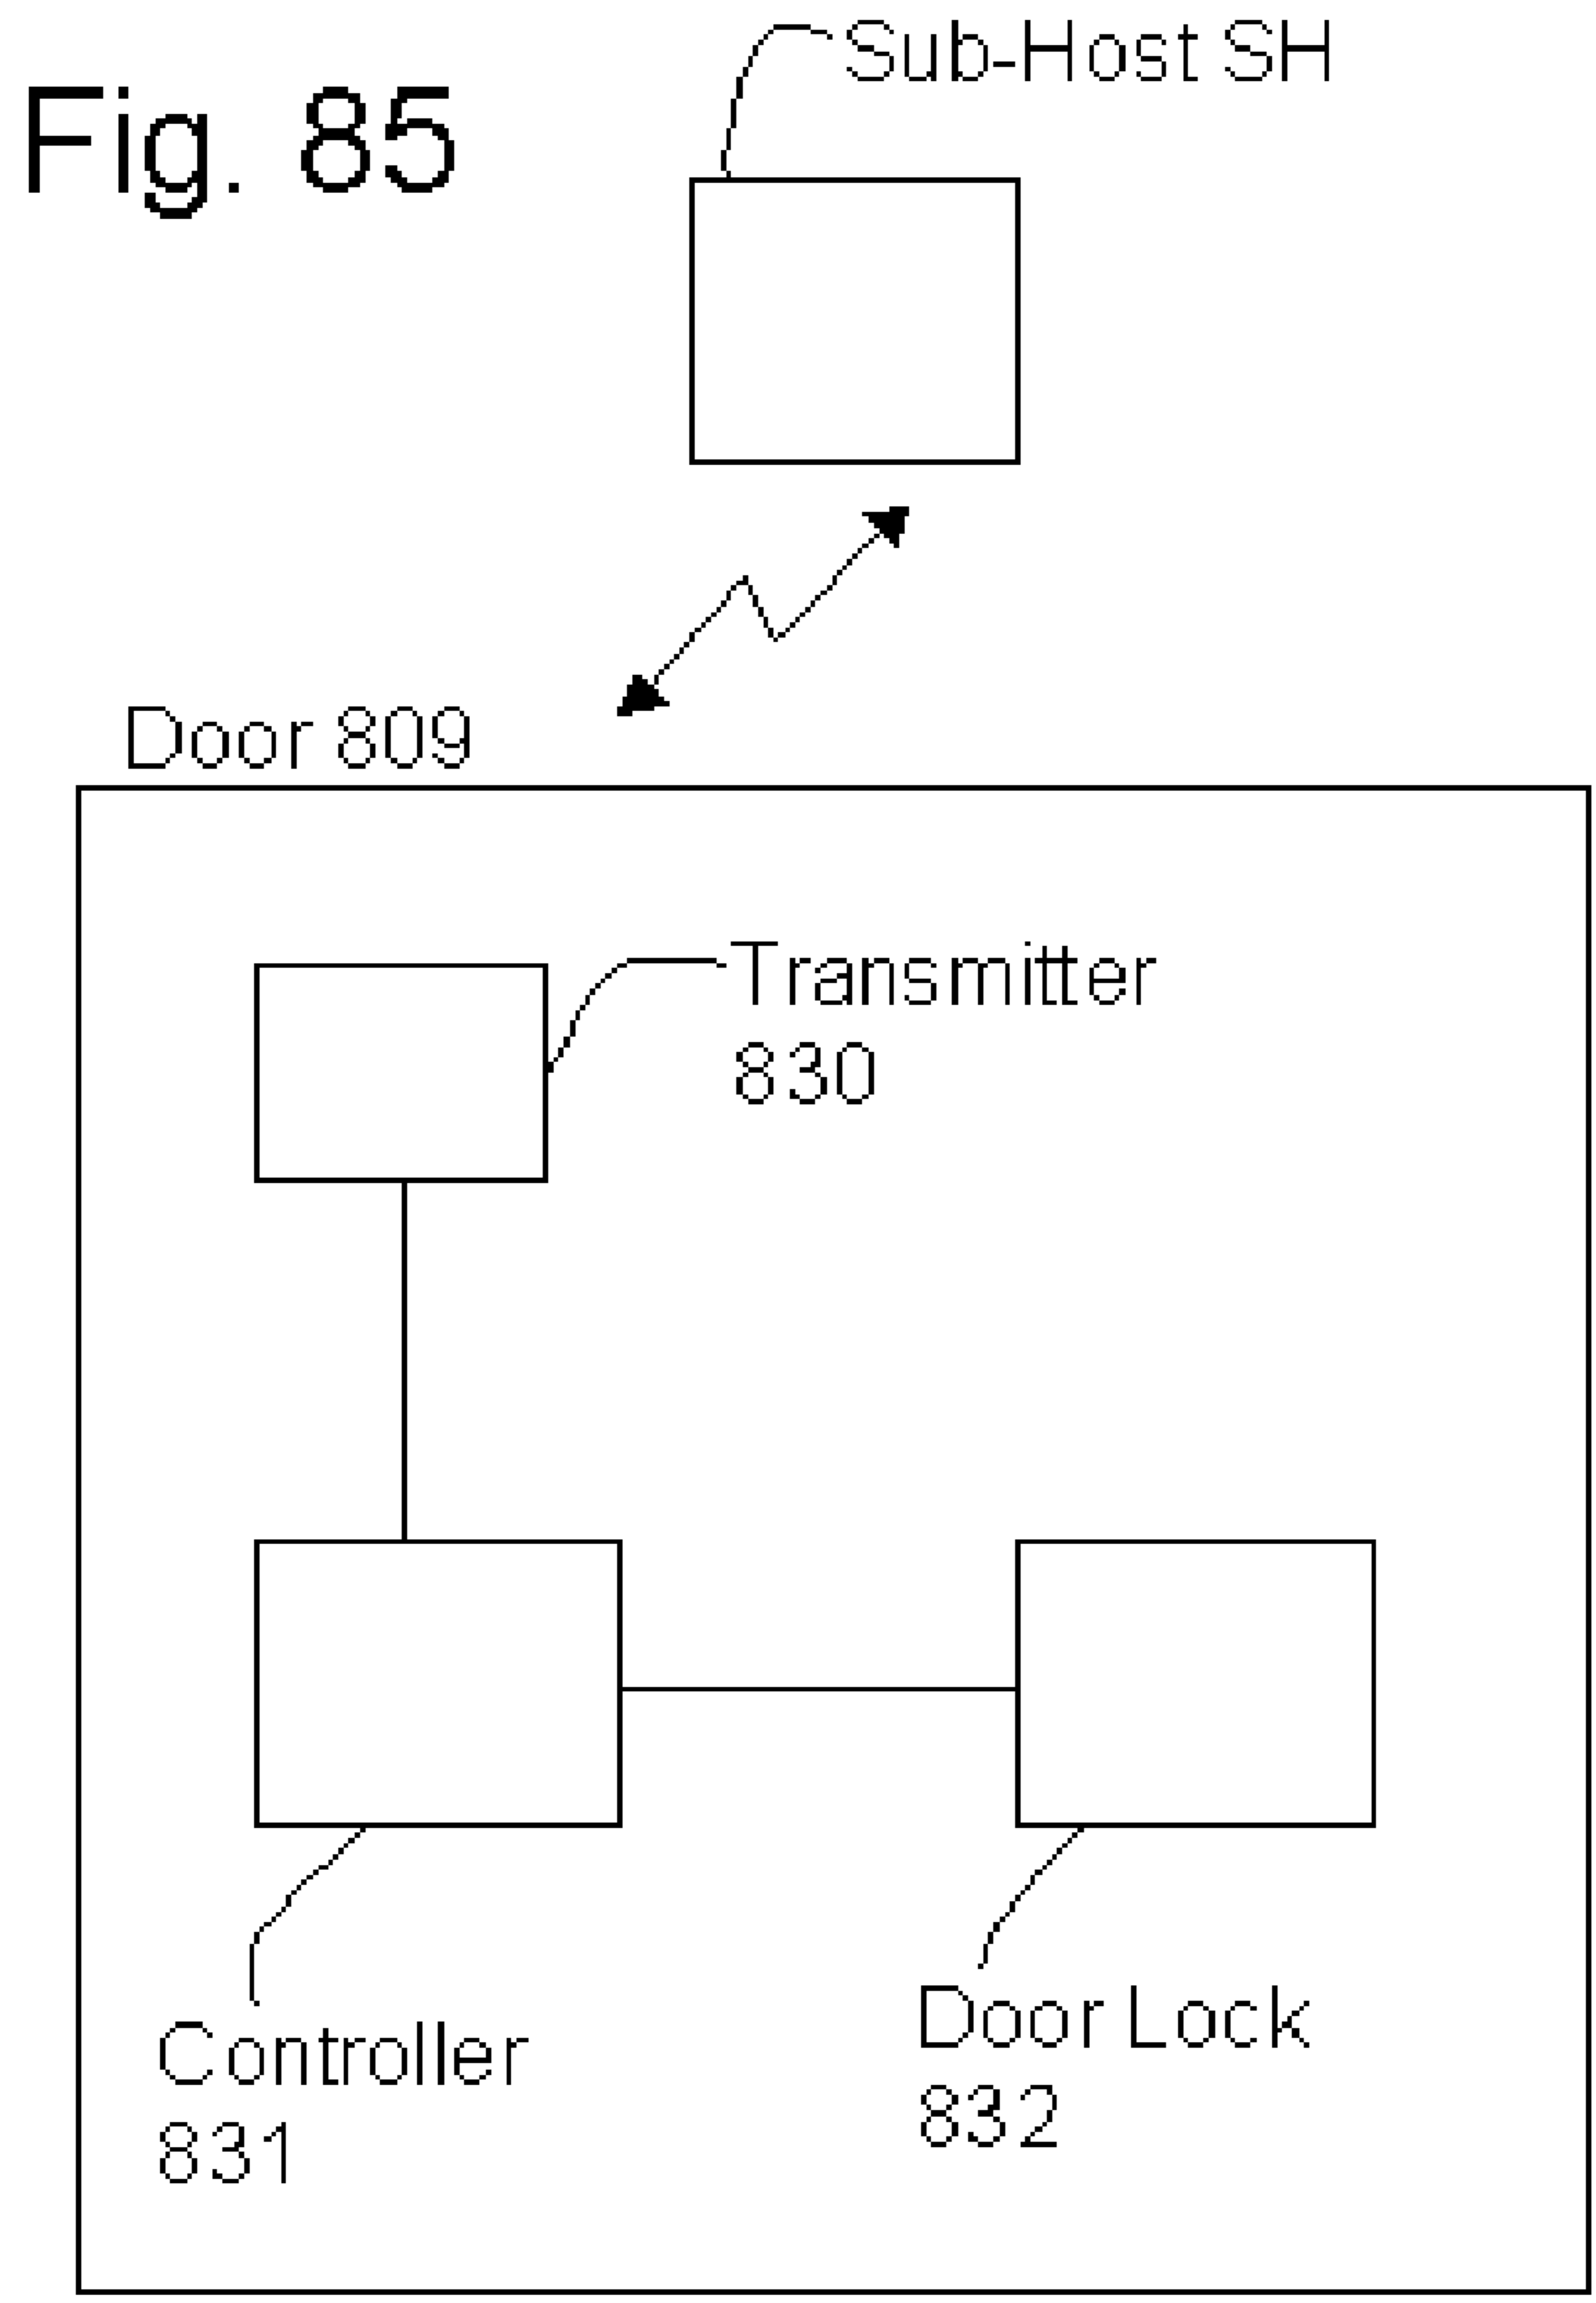 Sub-Host SH
Fig. 85
Door 809
Transmitter
830
Controller
831
Door Lock
832